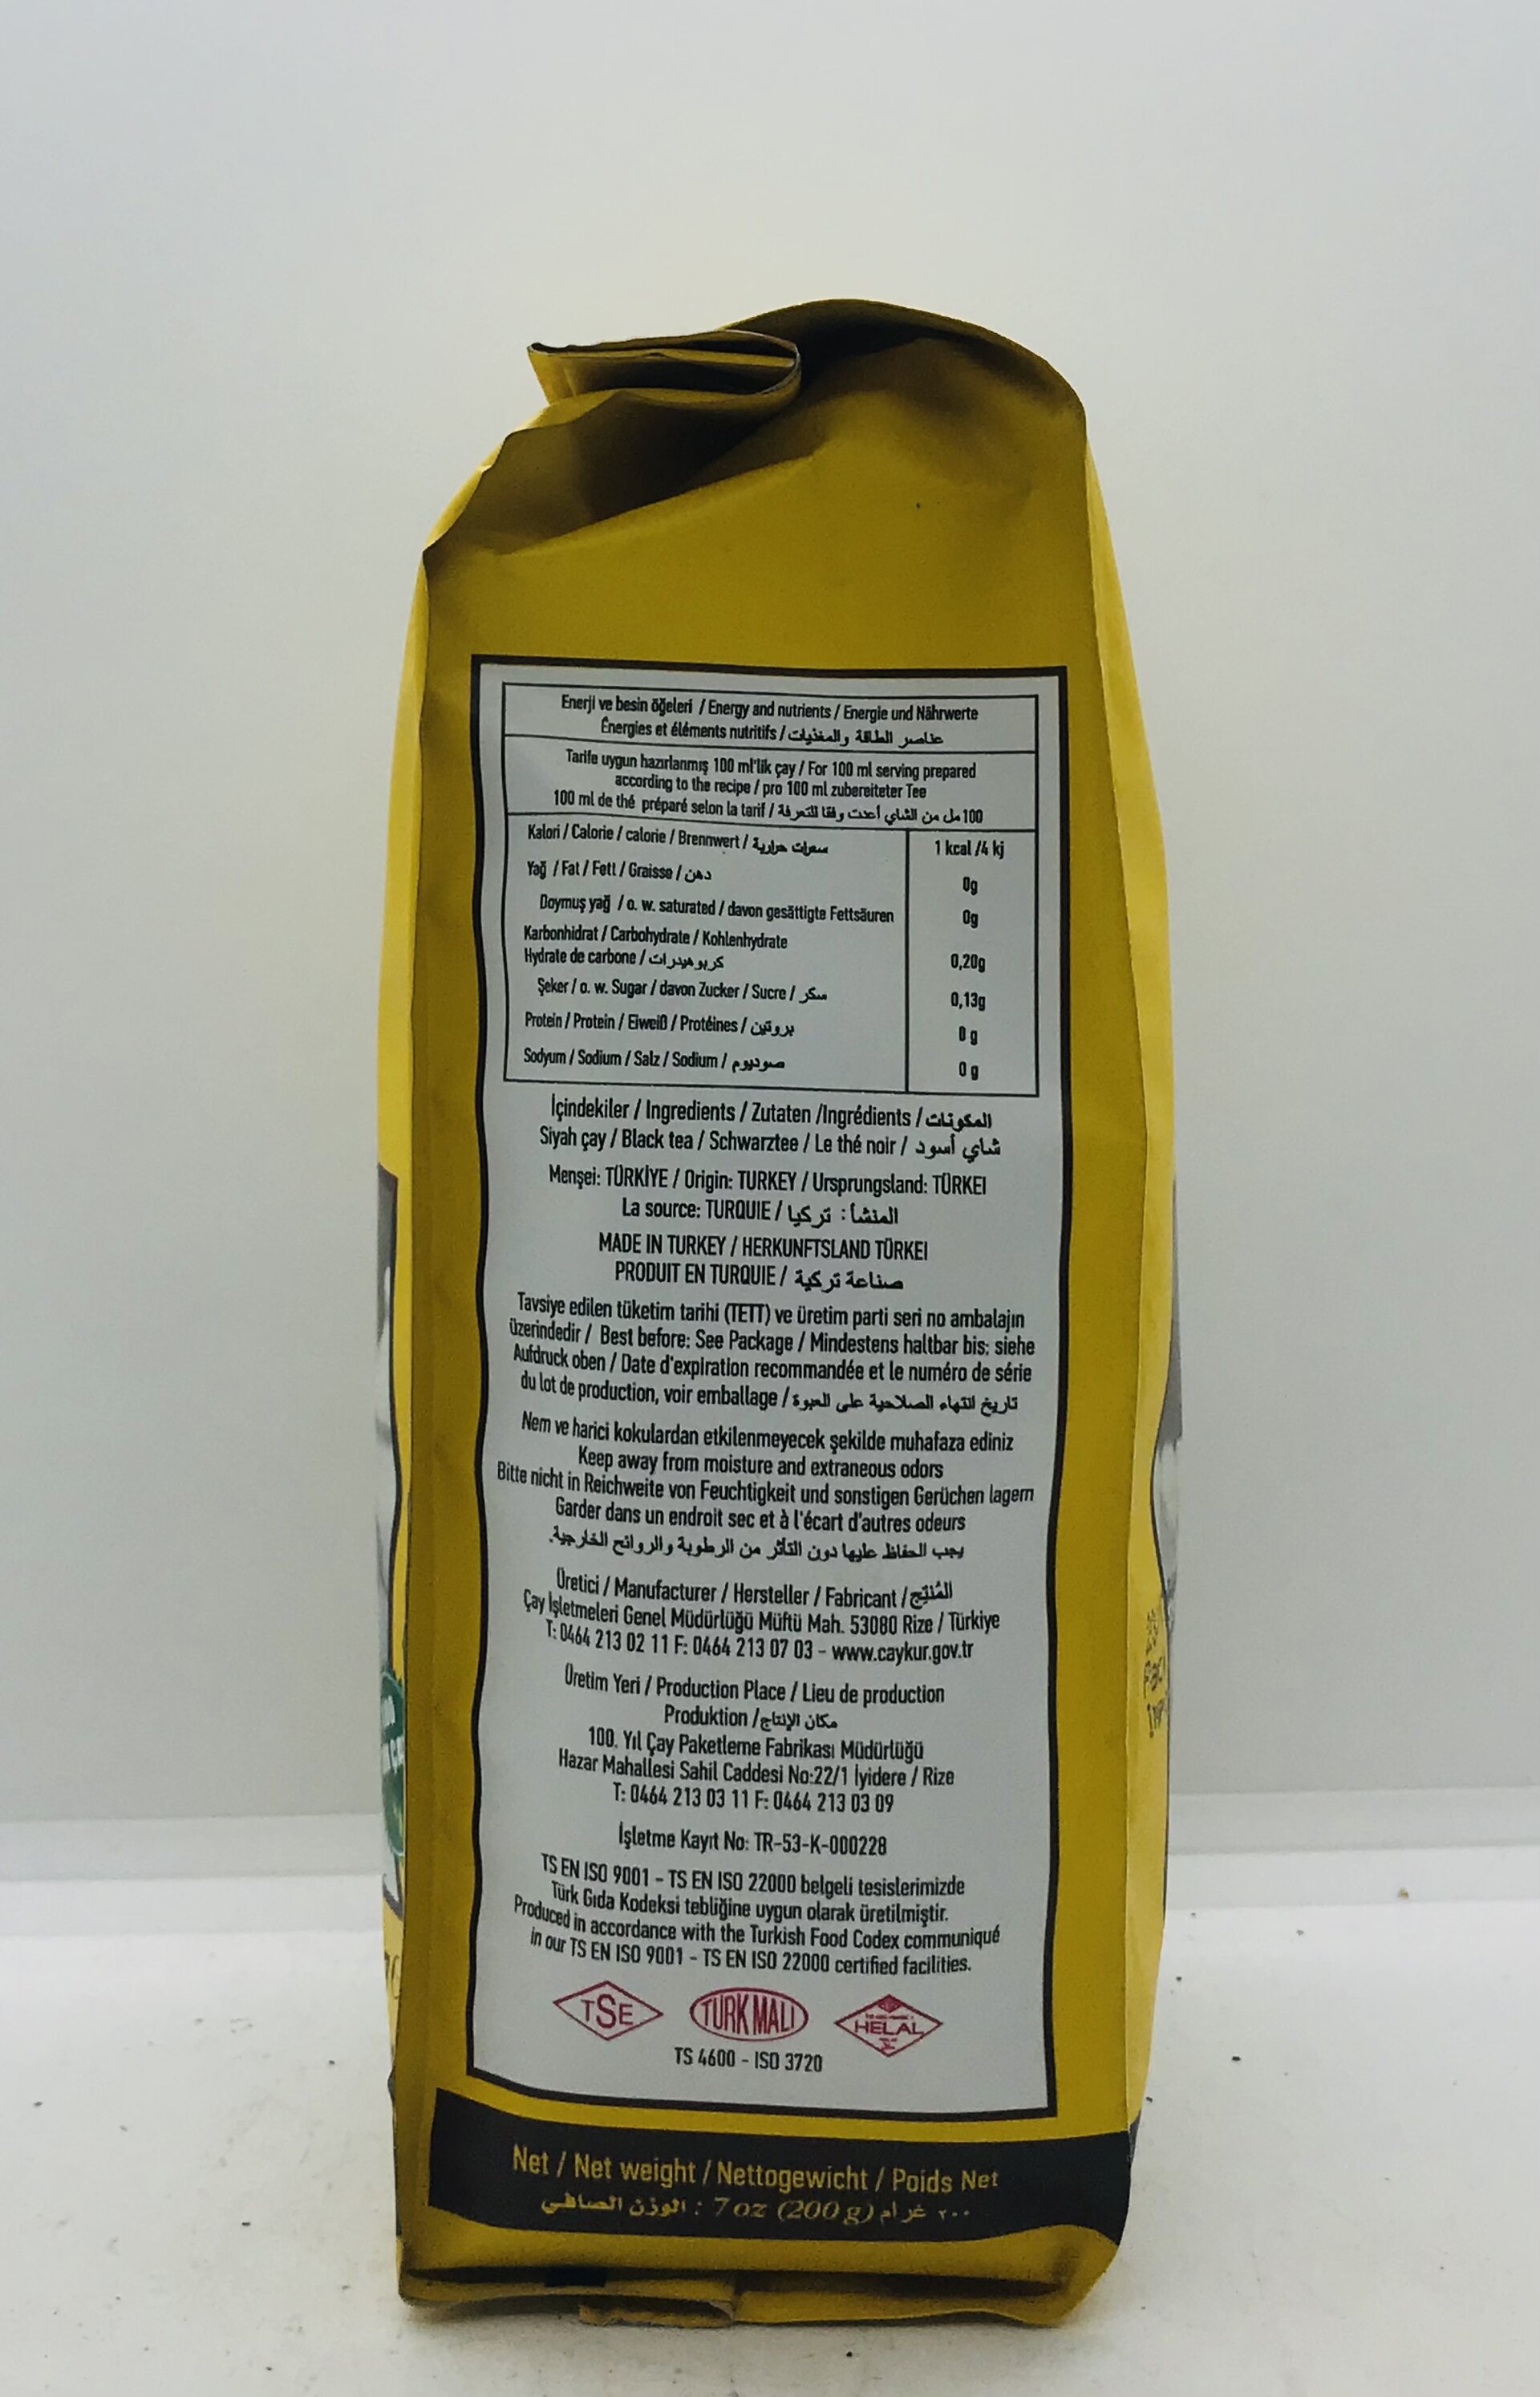 Enerji ve besin öğeleri / Energy and nutrients / Energie und Nährwerte
Énergies et éléments nutritifs / عناصر الطاقة والمغذيات
Tarife uygun hazırlanmış 100 ml'lik çay / For 100 ml serving prepared
according to the recipe / pro 100 ml zubereiteter Tee
100 ml de thé préparé selon la tarif / 100 مل من الشاي أعدت وفقا للتعرفة
Kalori / Calorie / calorie / Brennwert / سعرات حرارية 1 kcal /4 kj
Yağ / Fat / Fett / Graisse / دهن 0g
Doymuş yağ / o. w. saturated / davon gesättigte Fettsäuren 0g
Karbonhidrat / Carbohydrate / Kohlenhydrate
Hydrate de carbone / كربوهيدرات 0,20g
Şeker / o. w. Sugar / davon Zucker / Sucre / سكر 0,13g
Protein / Protein / Eiweiß / Protéines / بروتين 0 g
Sodyum / Sodium / Salz / Sodium / صوديوم 0 g
İçindekiler / Ingredients / Zutaten /Ingrédients / المكونات
Siyah çay / Black tea / Schwarztee / Le thé noir / شاي أسود
Menşei: TÜRKİYE / Origin: TURKEY / Ursprungsland: TÜRKEI
La source: TURQUIE / المنشأ: تركيا
MADE IN TURKEY / HERKUNFTSLAND TÜRKEI
PRODUIT EN TURQUIE / صناعة تركية
Tavsiye edilen tüketim tarihi (TETT) ve üretim parti seri no ambalajın
üzerindedir / Best before: See Package / Mindestens haltbar bis: siehe
Aufdruck oben / Date d'expiration recommandée et le numéro de série
du lot de production, voir emballage / تاريخ انتهاء الصلاحية على العبوة
Nem ve harici kokulardan etkilenmeyecek şekilde muhafaza ediniz
Keep away from moisture and extraneous odors
Bitte nicht in Reichweite von Feuchtigkeit und sonstigen Gerüchen lagern
Garder dans un endroit sec et à l'écart d'autres odeurs
يجب الحفاظ عليها دون التأثر من الرطوبة والروائح الخارجية.
Üretici / Manufacturer / Hersteller / Fabricant / المُنتِج
Çay İşletmeleri Genel Müdürlüğü Müftü Mah. 53080 Rize / Türkiye
T: 0464 213 02 11 F: 0464 213 07 03 - www.caykur.gov.tr
Üretim Yeri / Production Place / Lieu de production
Produktion / مكان الإنتاج
100. Yıl Çay Paketleme Fabrikası Müdürlüğü
Hazar Mahallesi Sahil Caddesi No:22/1 İyidere / Rize
T: 0464 213 03 11 F: 0464 213 03 09
İşletme Kayıt No: TR-53-K-000228
TS EN ISO 9001 - TS EN ISO 22000 belgeli tesislerimizde
Türk Gıda Kodeksi tebliğine uygun olarak üretilmiştir.
Produced in accordance with the Turkish Food Codex communiqué
in our TS EN ISO 9001 - TS EN ISO 22000 certified facilities.
TSE TÜRK MALI HELAL
TS 4600 - ISO 3720
Net / Net weight / Nettogewicht / Poids Net
الوزن الصافي : 7 oz (200 g) ٢٠٠ غرام